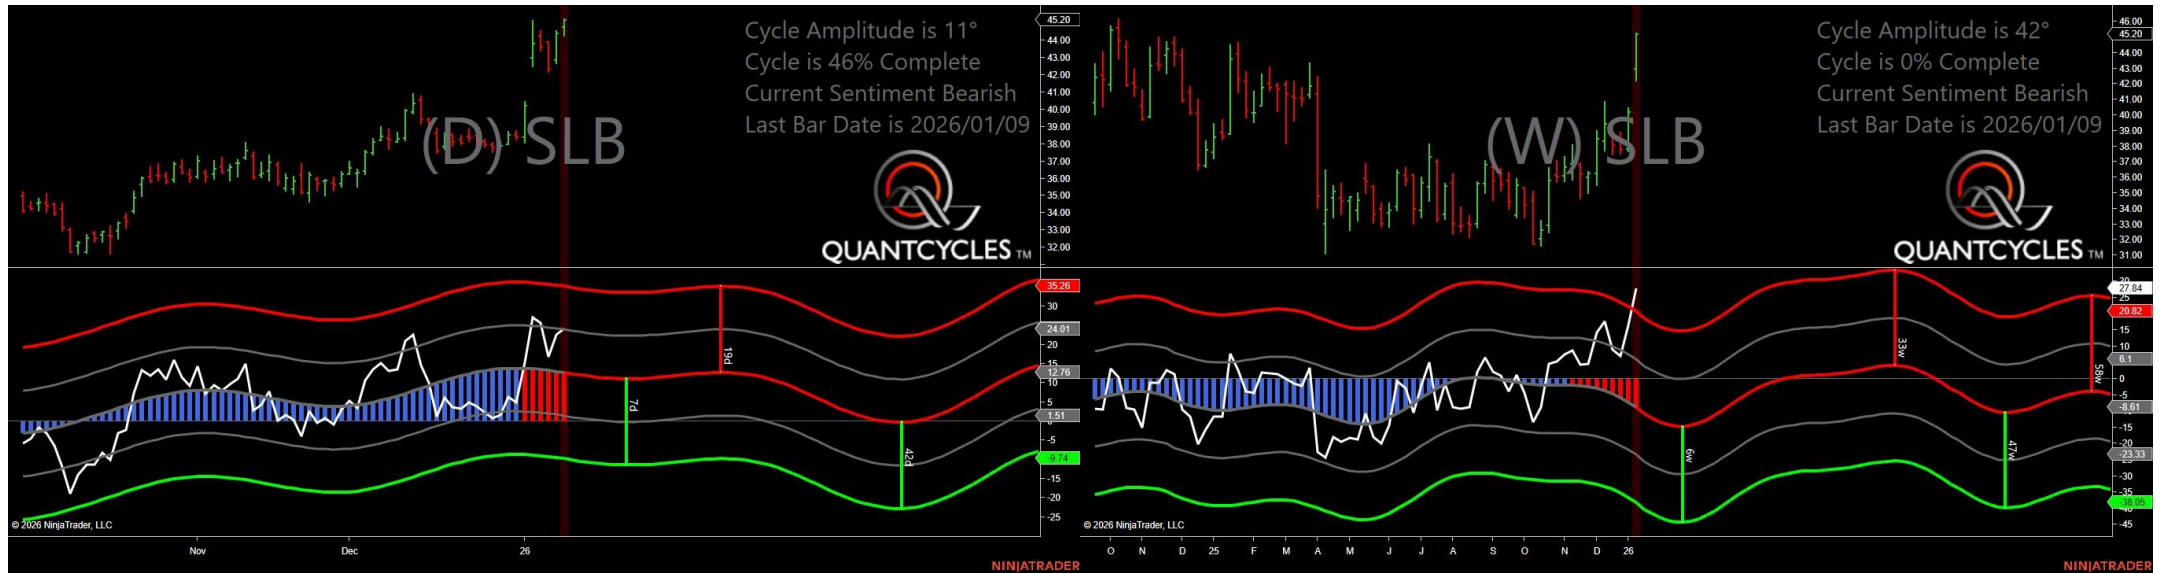 Cycle Amplitude is 11°
Cycle is 46% Complete
Current Sentiment Bearish
Last Bar Date is 2026/01/09
(D) SLB
QUANTCYCLES TM
45.20
44.00
43.00
42.00
41.00
40.00
39.00
38.00
37.00
36.00
35.00
34.00
33.00
32.00
35.26
30
24.01
20
15
12.76
10
5
1.51
-5
-9.74
-15
-20
-25
19d
7d
42d
© 2026 NinjaTrader, LLC
Nov Dec 26
NINJATRADER
Cycle Amplitude is 42°
Cycle is 0% Complete
Current Sentiment Bearish
Last Bar Date is 2026/01/09
(W) SLB
QUANTCYCLES TM
46.00
45.20
44.00
43.00
42.00
41.00
40.00
39.00
38.00
37.00
36.00
35.00
34.00
33.00
32.00
31.00
27.84
25
20.82
15
10
6.1
0
-5
-8.61
-15
-20
-23.33
-30
-35
-38.05
-45
33w
58w
6w
47w
© 2026 NinjaTrader, LLC
O N D 25 F M A M J J A S O N D 26
NINJATRADER